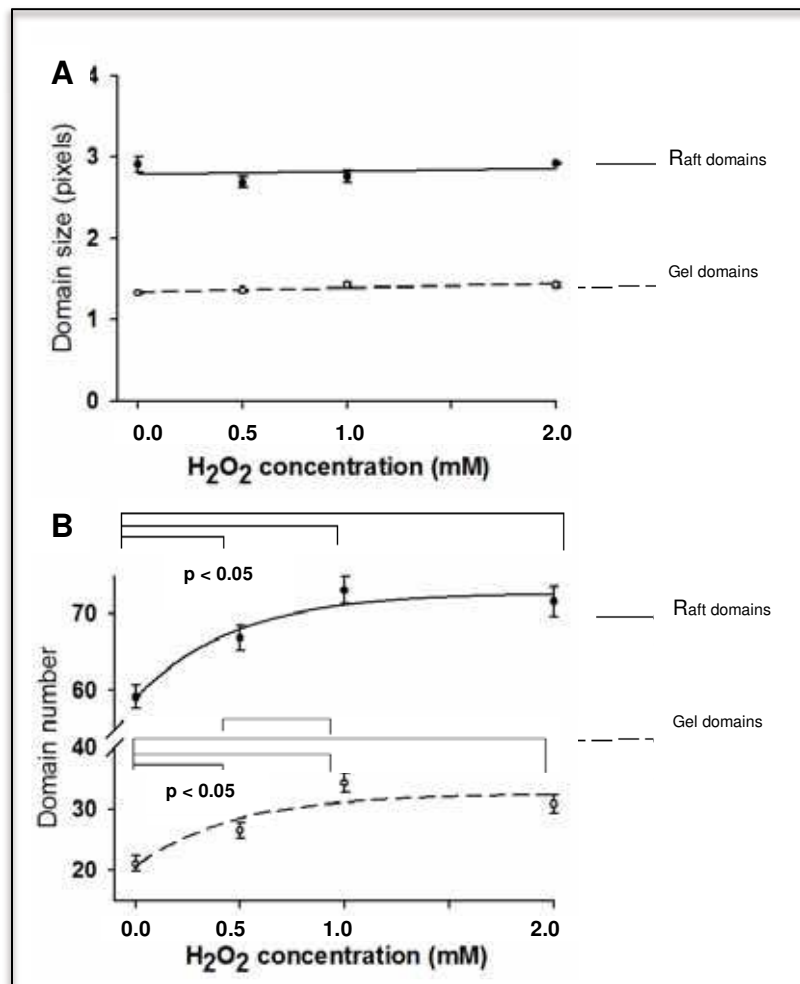 A
4
3
2
1
0
Domain size (pixels)
0.0 0.5 1.0 2.0
H₂O₂ concentration (mM)
Raft domains
Gel domains
B
p < 0.05
70
60
40
p < 0.05
30
20
Domain number
0.0 0.5 1.0 2.0
H₂O₂ concentration (mM)
Raft domains
Gel domains